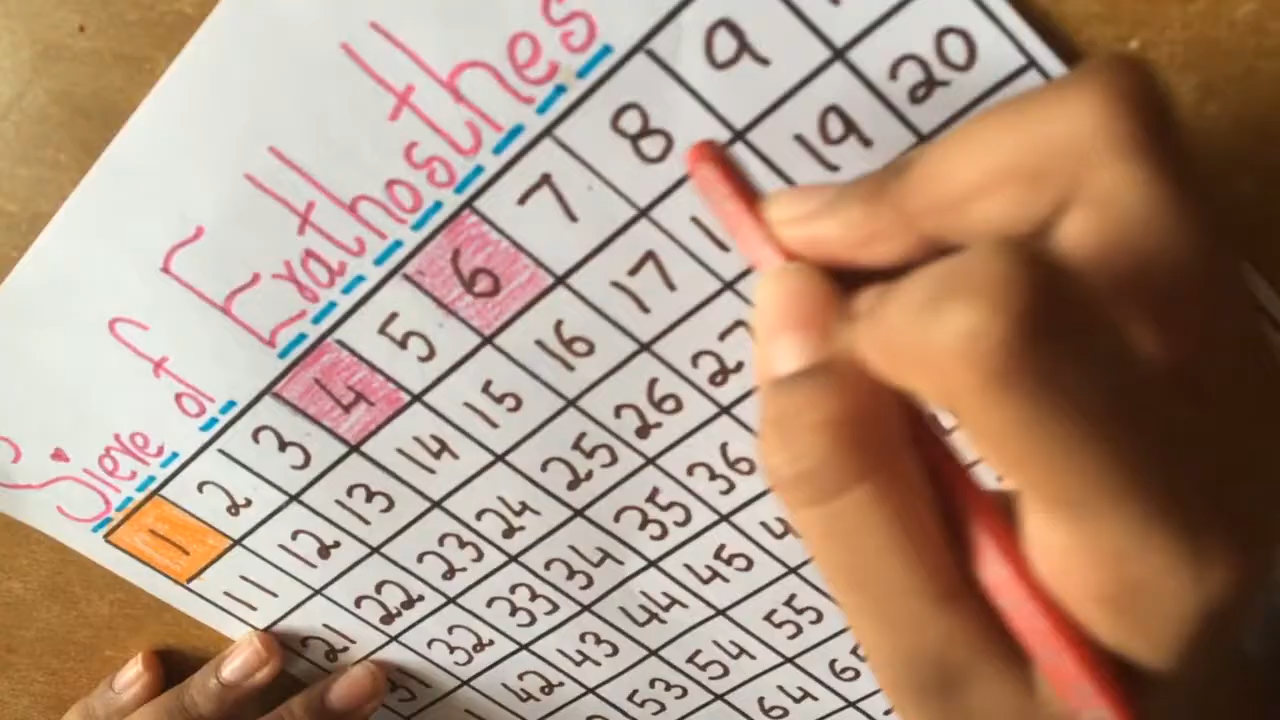 Sieve of Erathosthes
1 2 3 4 5 6 7 8 9
11 12 13 14 15 16 17 19 20
21 22 23 24 25 26 27
31 32 33 34 35 36
42 43 44 45
53 54 55
64